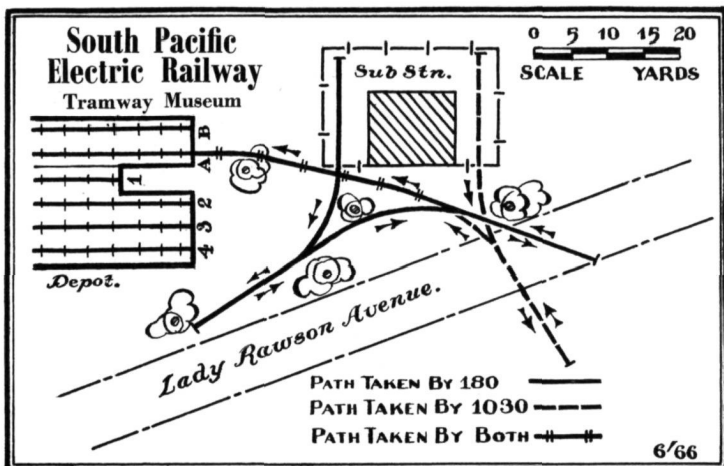 South Pacific
Electric Railway
Tramway Museum
Sub Stn.
0 5 10 15 20
SCALE YARDS
B
A
1
2
3
4
Depot.
Lady Rawson Avenue.
PATH TAKEN BY 180
PATH TAKEN BY 1030
PATH TAKEN BY BOTH
6/66